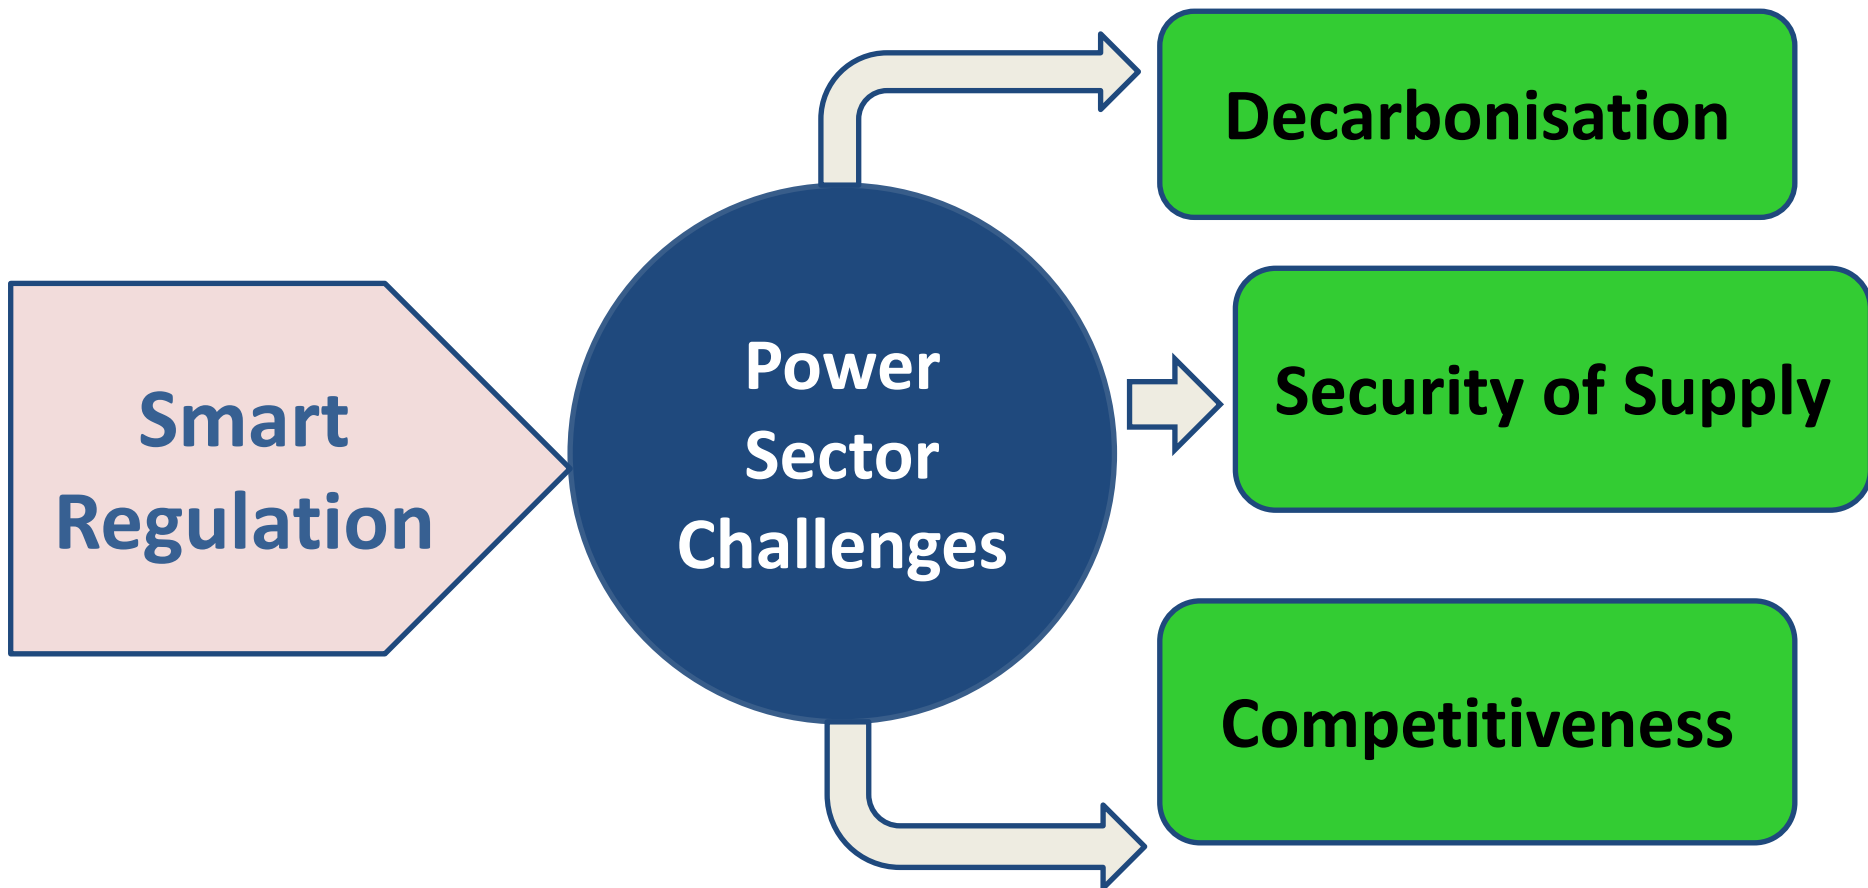 Decarbonisation
Smart
Regulation
Power
Sector
Challenges
Security of Supply
Competitiveness